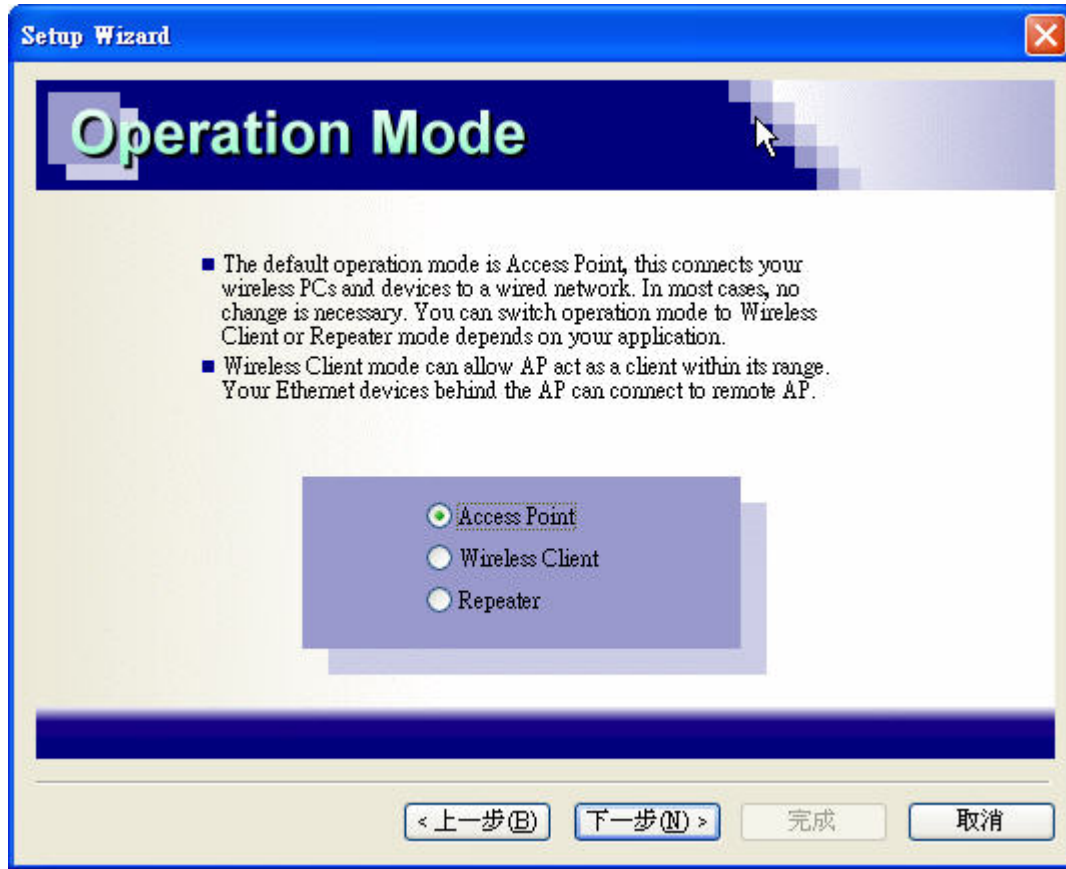 Setup Wizard
Operation Mode
The default operation mode is Access Point, this connects your
wireless PCs and devices to a wired network. In most cases, no
change is necessary. You can switch operation mode to Wireless
Client or Repeater mode depends on your application.
Wireless Client mode can allow AP act as a client within its range.
Your Ethernet devices behind the AP can connect to remote AP.
Access Point
Wireless Client
Repeater
<上一步(B) 下一步(N)> 完成 取消